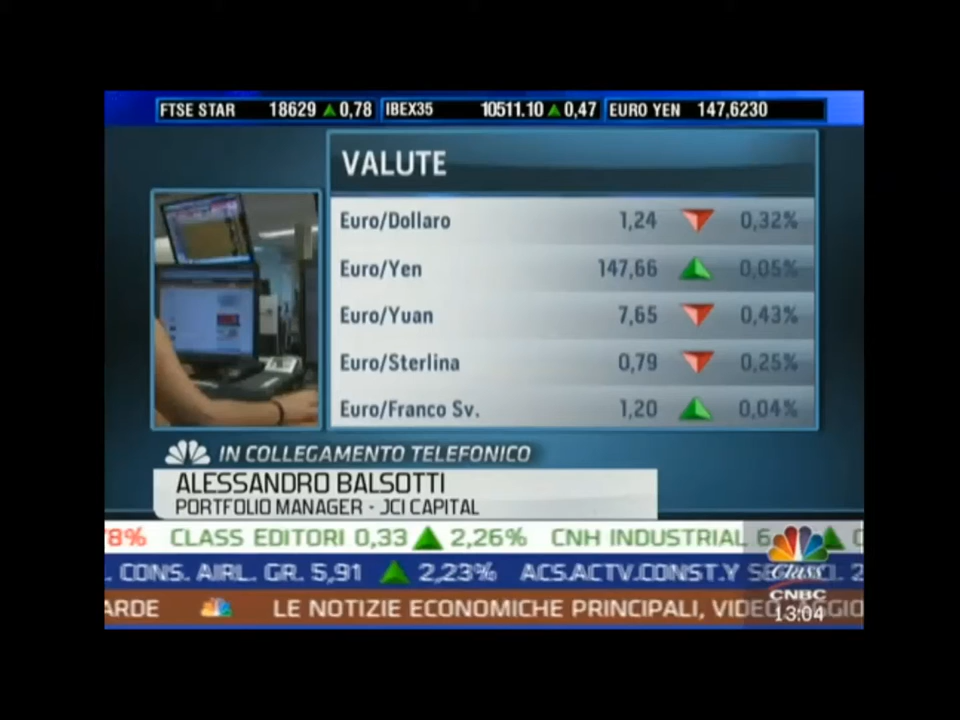 FTSE STAR 18629 0,78 IBEX35 10511.10 0,47 EURO YEN 147,6230
VALUTE
Euro/Dollaro 1,24 0,32%
Euro/Yen 147,66 0,05%
Euro/Yuan 7,65 0,43%
Euro/Sterlina 0,79 0,25%
Euro/Franco Sv. 1,20 0,04%
IN COLLEGAMENTO TELEFONICO
ALESSANDRO BALSOTTI
PORTFOLIO MANAGER - JCI CAPITAL
78% CLASS EDITORI 0,33 2,26% CNH INDUSTRIAL 6
. CONS. AIRL. GR. 5,91 2,23% ACS.ACTV.CONST.Y
Class
CNBC
ARDE LE NOTIZIE ECONOMICHE PRINCIPALI,
13:04